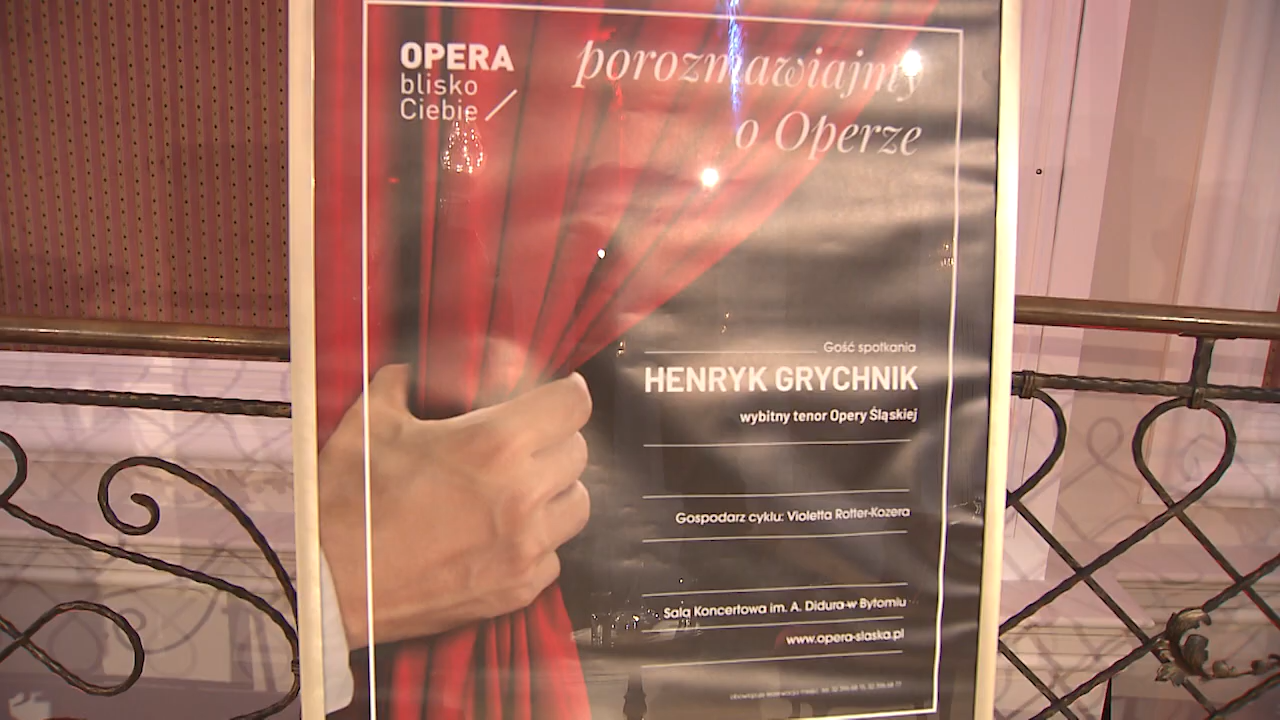 OPERA
blisko
Ciebie
porozmawiajmy
o Operze
Gość spotkania
HENRYK GRYCHNIK
wybitny tenor Opery Śląskiej
Gospodarz cyklu: Violetta Rotter-Kozera
Sala Koncertowa im. A. Didura w Bytomiu
www.opera-slaska.pl